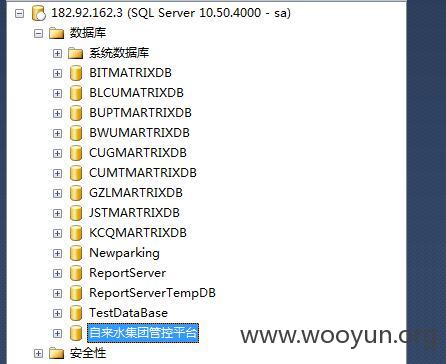 182.92.162.3 (SQL Server 10.50.4000 - sa)
数据库
系统数据库
BITMATRIXDB
BLCUMATRIXDB
BUPTMARTRIXDB
BWUMARTRIXDB
CUGMARTRIXDB
CUMTMARTRIXDB
GZLMARTRIXDB
JSTMARTRIXDB
KCQMARTRIXDB
Newparking
ReportServer
ReportServerTempDB
TestDataBase
自来水集团管控平台
安全性
www.wooyun.org